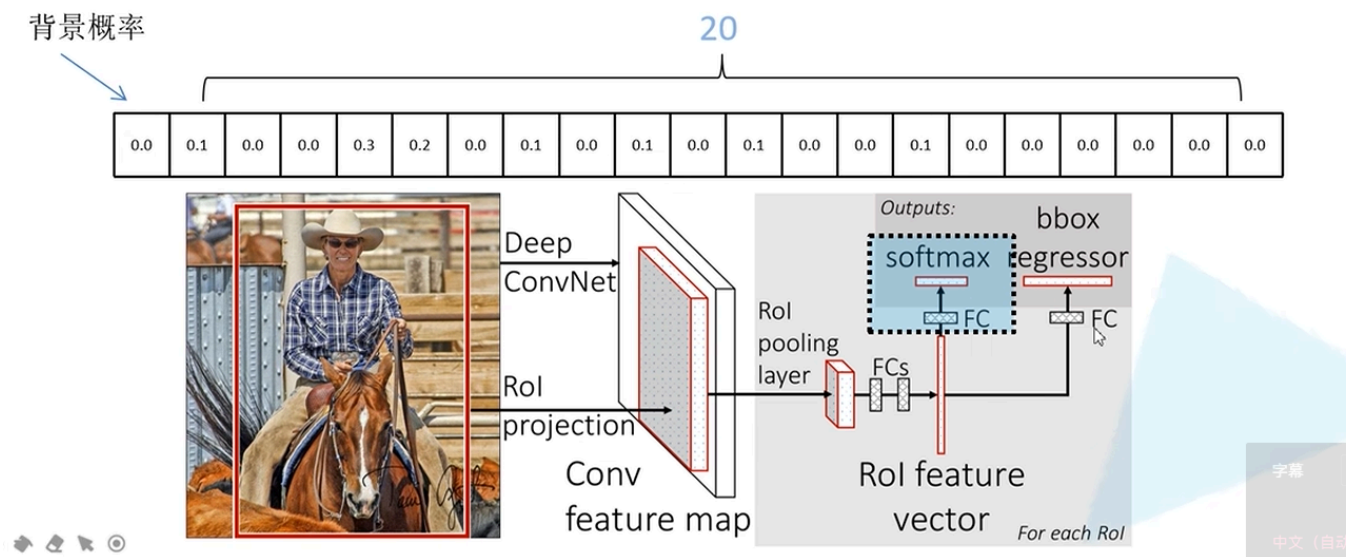 背景概率
20
0.0 0.1 0.0 0.0 0.3 0.2 0.0 0.1 0.0 0.1 0.0 0.1 0.0 0.0 0.1 0.0 0.0 0.0 0.0 0.0 0.0
Outputs:
bbox
softmax
regressor
Deep
ConvNet
FC
FC
RoI
pooling
layer
FCs
RoI
projection
Conv
feature map
RoI feature
vector
For each RoI
字幕
中文（自动